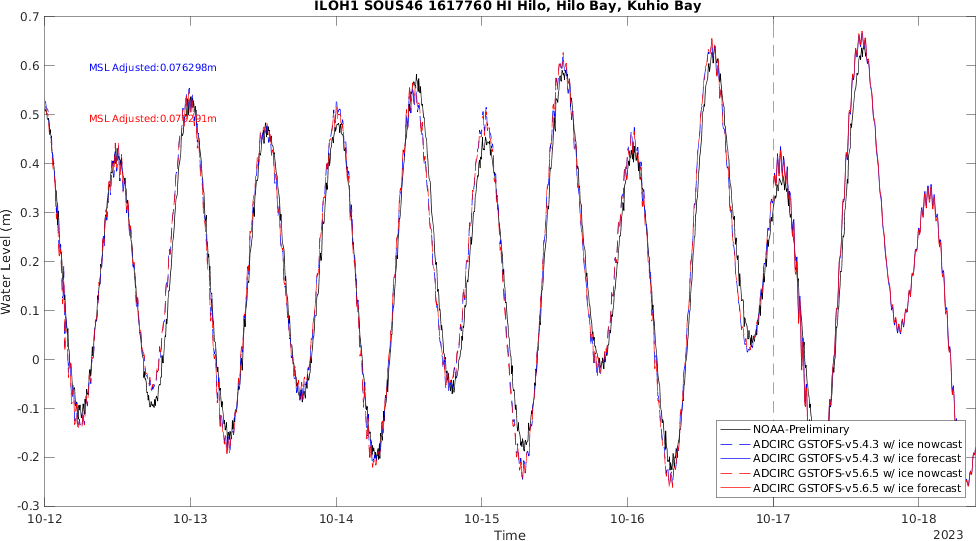 ILOH1 SOUS46 1617760 HI Hilo, Hilo Bay, Kuhio Bay
0.7
0.6
0.5
0.4
0.3
0.2
0.1
0
-0.1
-0.2
-0.3
Water Level (m)
MSL Adjusted:0.076298m
MSL Adjusted:0.070291m
NOAA-Preliminary
ADCIRC GSTOFS-v5.4.3 w/ ice nowcast
ADCIRC GSTOFS-v5.4.3 w/ ice forecast
ADCIRC GSTOFS-v5.6.5 w/ ice nowcast
ADCIRC GSTOFS-v5.6.5 w/ ice forecast
10-12
10-13
10-14
10-15
10-16
10-17
10-18
Time
2023